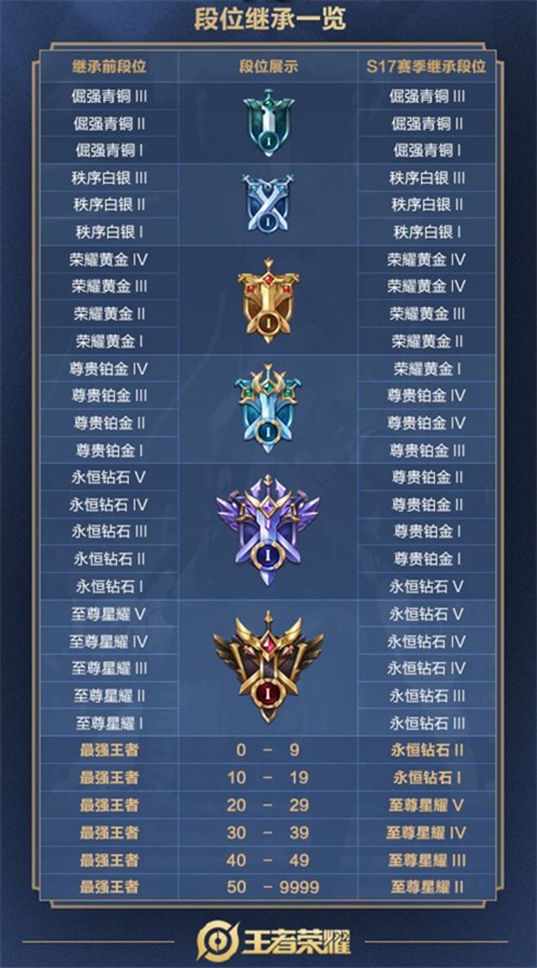 段位继承一览
继承前段位 段位展示 S17赛季继承段位
倔强青铜 III 倔强青铜 III
倔强青铜 II 倔强青铜 II
倔强青铜 I I 倔强青铜 I
秩序白银 III 秩序白银 III
秩序白银 II 秩序白银 II
秩序白银 I I 秩序白银 I
荣耀黄金 IV 荣耀黄金 IV
荣耀黄金 III 荣耀黄金 III
荣耀黄金 II I 荣耀黄金 III
荣耀黄金 I 荣耀黄金 II
尊贵铂金 IV 荣耀黄金 I
尊贵铂金 III 尊贵铂金 IV
尊贵铂金 II I 尊贵铂金 IV
尊贵铂金 I 尊贵铂金 III
永恒钻石 V 尊贵铂金 II
永恒钻石 IV 尊贵铂金 II
永恒钻石 III 尊贵铂金 I
永恒钻石 II I 尊贵铂金 I
永恒钻石 I 永恒钻石 V
至尊星耀 V 永恒钻石 V
至尊星耀 IV 永恒钻石 IV
至尊星耀 III 永恒钻石 IV
至尊星耀 II I 永恒钻石 III
至尊星耀 I 永恒钻石 III
最强王者 0 - 9 永恒钻石 II
最强王者 10 - 19 永恒钻石 I
最强王者 20 - 29 至尊星耀 V
最强王者 30 - 39 至尊星耀 IV
最强王者 40 - 49 至尊星耀 III
最强王者 50 - 9999 至尊星耀 II
王者荣耀